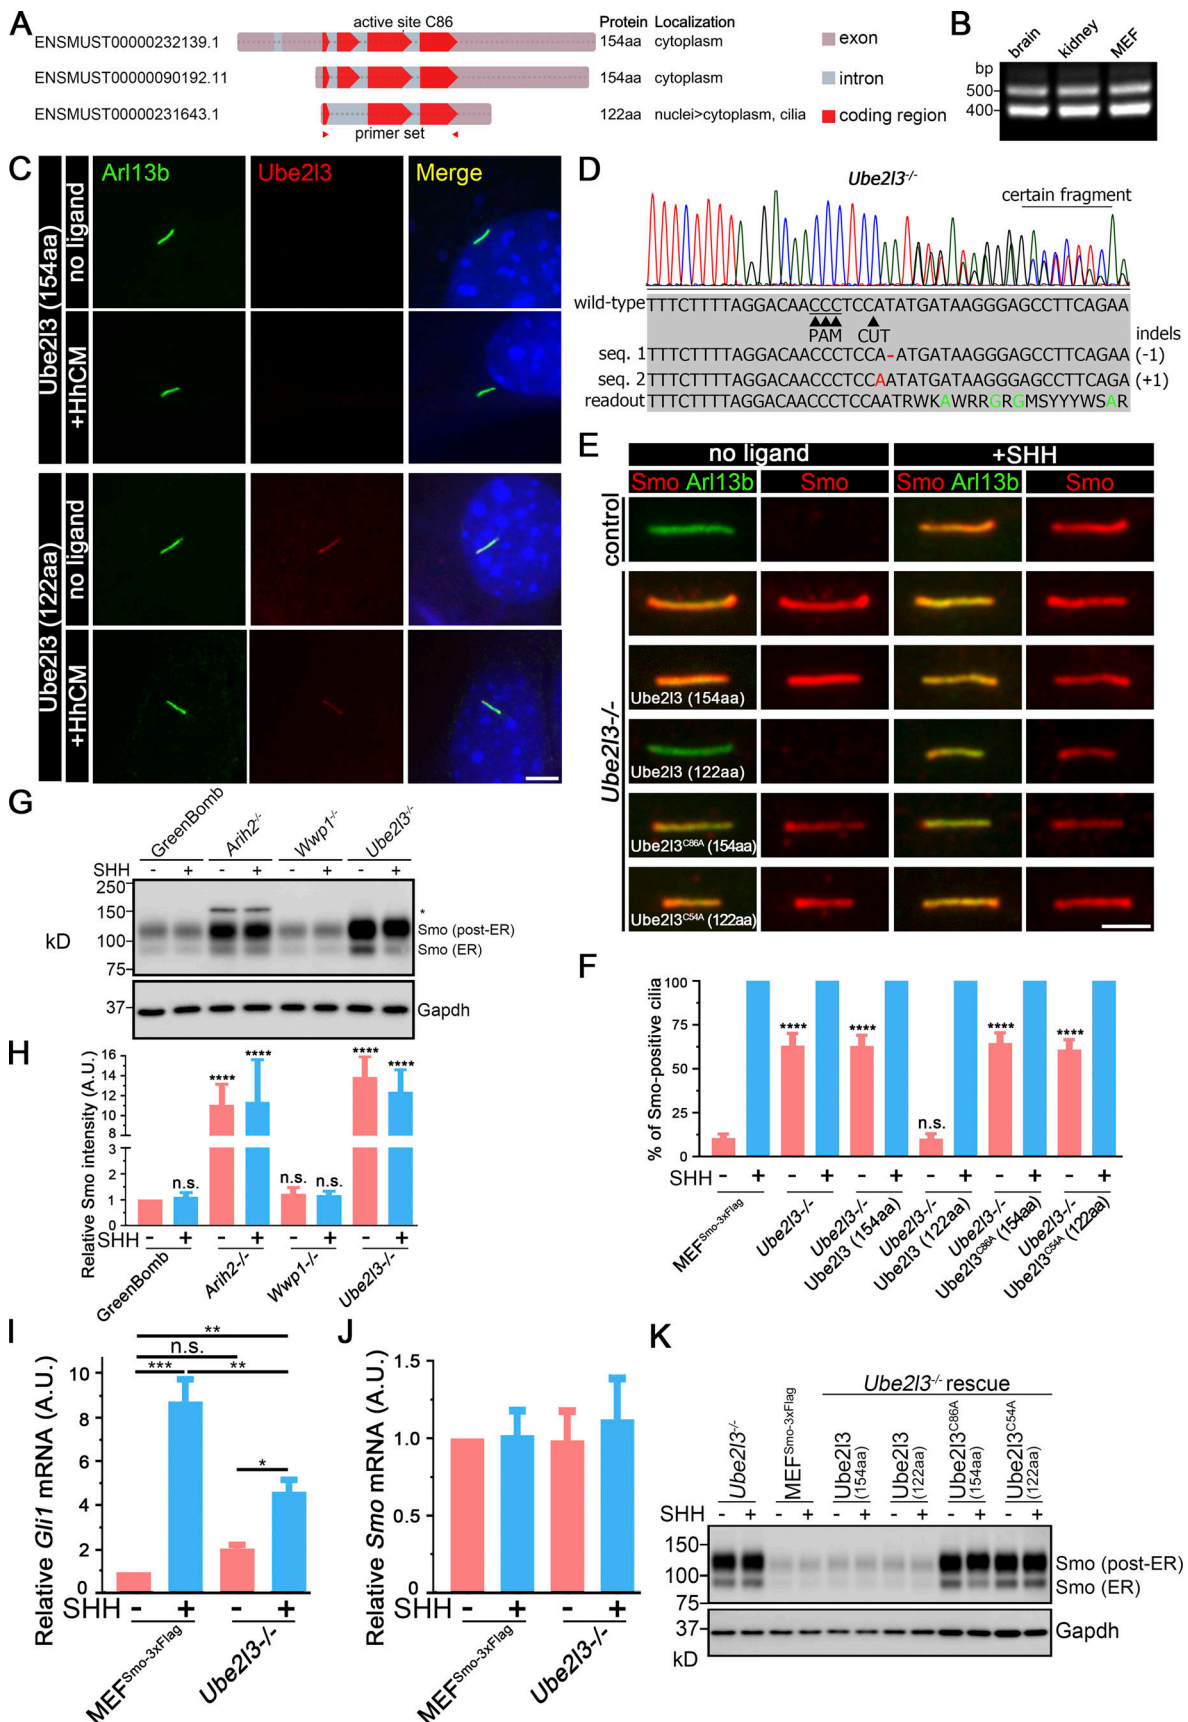 A
active site C86
Protein Localization
ENSMUST00000232139.1 154aa cytoplasm
ENSMUST00000090192.11 154aa cytoplasm
ENSMUST00000231643.1 122aa nuclei>cytoplasm, cilia
primer set
exon
intron
coding region
B
brain kidney MEF
bp
500
400
C
Arl13b Ube2l3 Merge
Ube2l3 (154aa)
no ligand
+HhCM
Ube2l3 (122aa)
no ligand
+HhCM
D
Ube2l3-/-
certain fragment
wild-type TTTCTTTTAGGACAACCCTCCATATGATAAGGGAGCCTTCAGAA
PAM CUT indels
seq. 1 TTTCTTTTAGGACAACCCTCCA-ATGATAAGGGAGCCTTCAGAA (-1)
seq. 2 TTTCTTTTAGGACAACCCTCCAATATGATAAGGGAGCCTTCAGA (+1)
readout TTTCTTTTAGGACAACCCTCCAATRWKAWRRGRGMSYYYWSAR
E
no ligand +SHH
Smo Arl13b Smo Smo Arl13b Smo
control
Ube2l3-/-
Ube2l3 (154aa)
Ube2l3 (122aa)
Ube2l3C86A (154aa)
Ube2l3C54A (122aa)
G
GreenBomb Arih2-/- Wwp1-/- Ube2l3-/-
SHH - + - + - + - +
250
150
100
75
kD
*
Smo (post-ER)
Smo (ER)
37
Gapdh
F
% of Smo-positive cilia
100
75
50
25
0
**** **** n.s. **** ****
SHH - + - + - + - + - + - +
MEFSmo-3xFlag
Ube2l3-/-
Ube2l3-/- Ube2l3 (154aa)
Ube2l3-/- Ube2l3 (122aa)
Ube2l3-/- Ube2l3C86A (154aa)
Ube2l3-/- Ube2l3C54A (122aa)
H
Relative Smo intensity (A.U.)
16
14
12
10
8
3
2
1
0
n.s. **** **** n.s. n.s. **** ****
SHH - + - + - + - +
GreenBomb Arih2-/- Wwp1-/- Ube2l3-/-
I
Relative Gli1 mRNA (A.U.)
10
8
6
4
2
0
**
n.s.
*** **
*
SHH - + - +
MEFSmo-3xFlag Ube2l3-/-
J
Relative Smo mRNA (A.U.)
1.5
1.0
0.5
0
SHH - + - +
MEFSmo-3xFlag Ube2l3-/-
K
Ube2l3-/- rescue
Ube2l3-/-
MEFSmo-3xFlag
Ube2l3 (154aa)
Ube2l3 (122aa)
Ube2l3C86A (154aa)
Ube2l3C54A (122aa)
SHH - + - + - + - + - + - +
150
100
75
Smo (post-ER)
Smo (ER)
37
Gapdh
kD